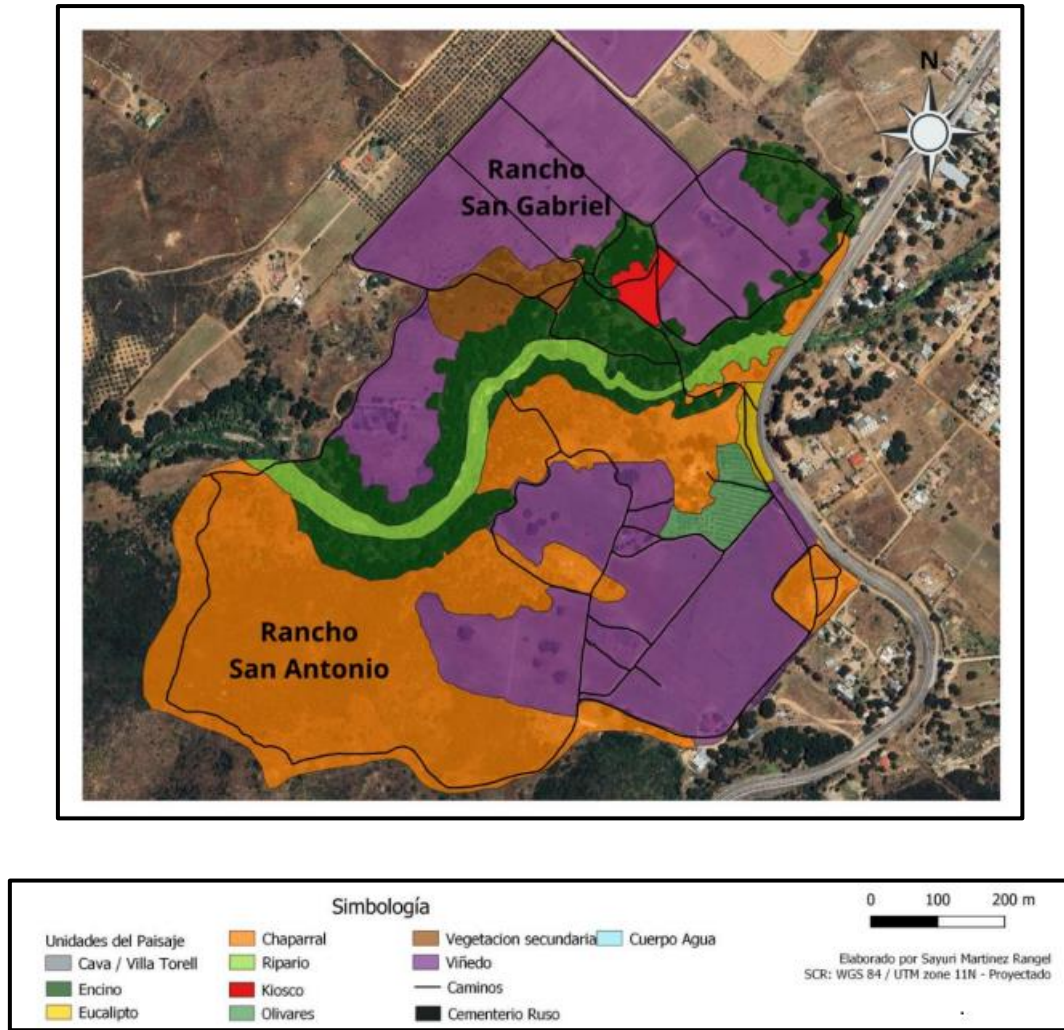 N
Rancho
San Gabriel
Rancho
San Antonio
Simbología
Unidades del Paisaje
Cava / Villa Torell
Encino
Eucalipto
Chaparral
Ripario
Kiosco
Olivares
Vegetacion secundaria
Viñedo
Caminos
Cementerio Ruso
Cuerpo Agua
0 100 200 m
Elaborado por Sayuri Martinez Rangel
SCR: WGS 84 / UTM zone 11N - Proyectado